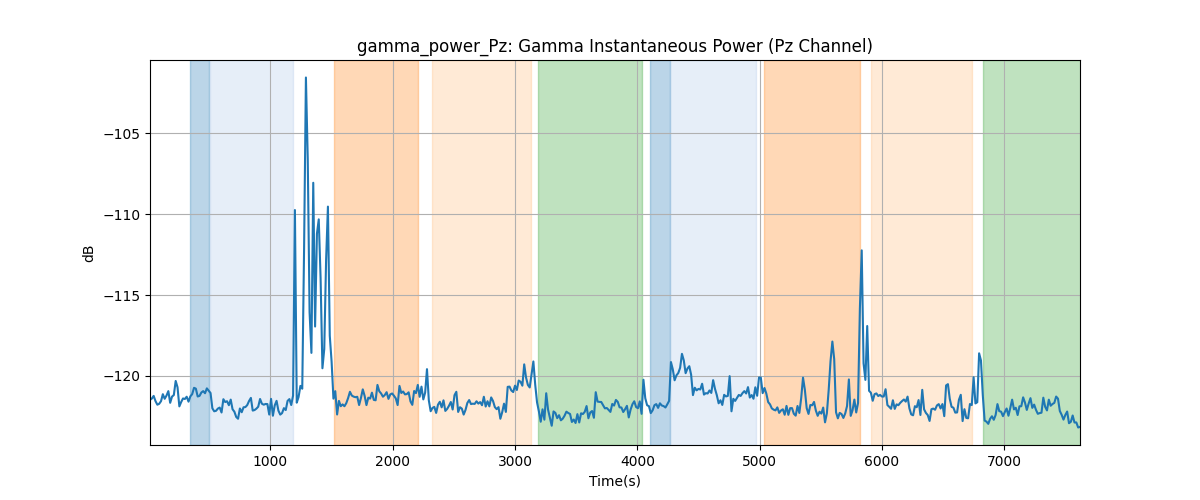 gamma_power_Pz: Gamma Instantaneous Power (Pz Channel)
dB
−105
−110
−115
−120
1000 2000 3000 4000 5000 6000 7000
Time(s)